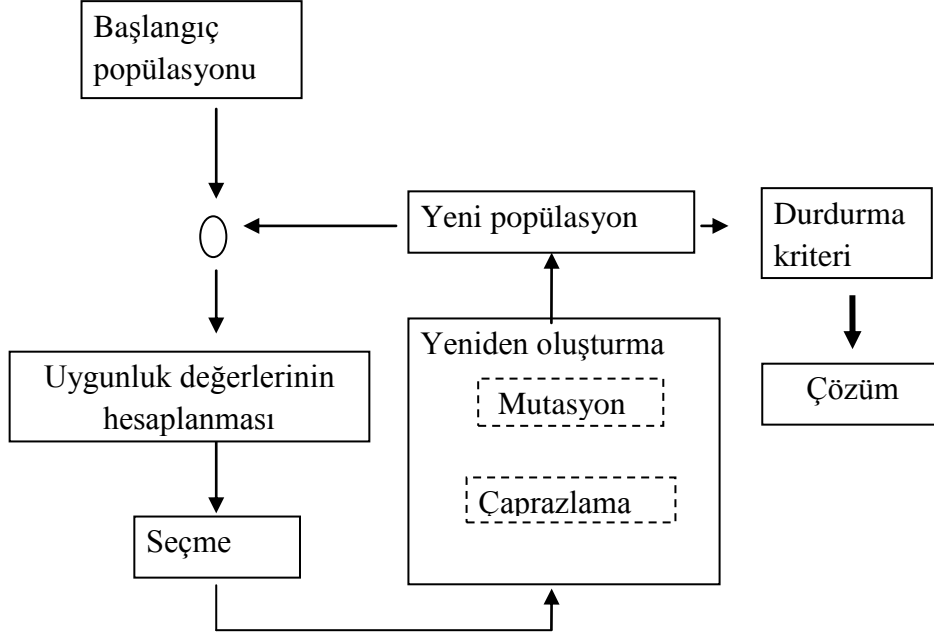 Başlangıç
popülasyonu
Yeni popülasyon
Durdurma
kriteri
Yeniden oluşturma
Uygunluk değerlerinin
hesaplanması
Mutasyon
Çözüm
Çaprazlama
Seçme